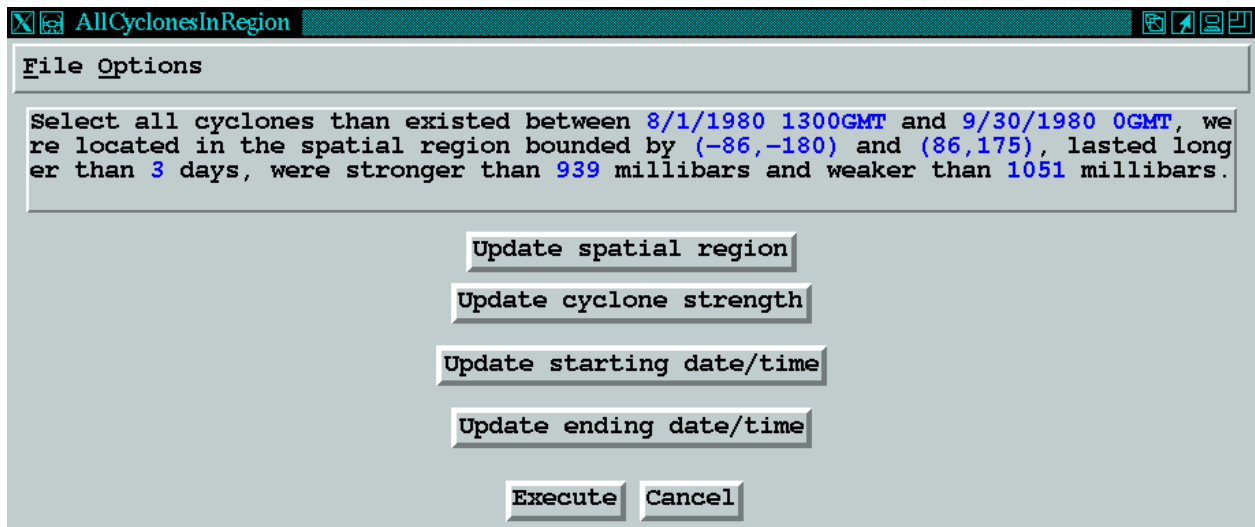 AllCyclonesInRegion
File Options
Select all cyclones than existed between 8/1/1980 1300GMT and 9/30/1980 0GMT, we
re located in the spatial region bounded by (−86,−180) and (86,175), lasted long
er than 3 days, were stronger than 939 millibars and weaker than 1051 millibars.
Update spatial region
Update cyclone strength
Update starting date/time
Update ending date/time
Execute Cancel